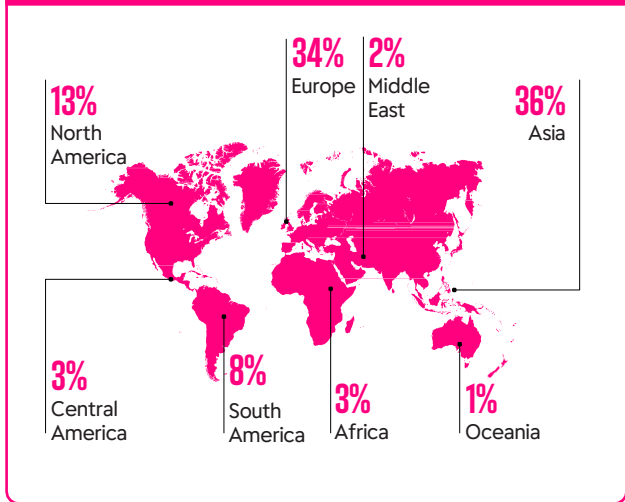 34%
Europe
2%
Middle
East
13%
North
America
36%
Asia
3%
Central
America
8%
South
America
3%
Africa
1%
Oceania